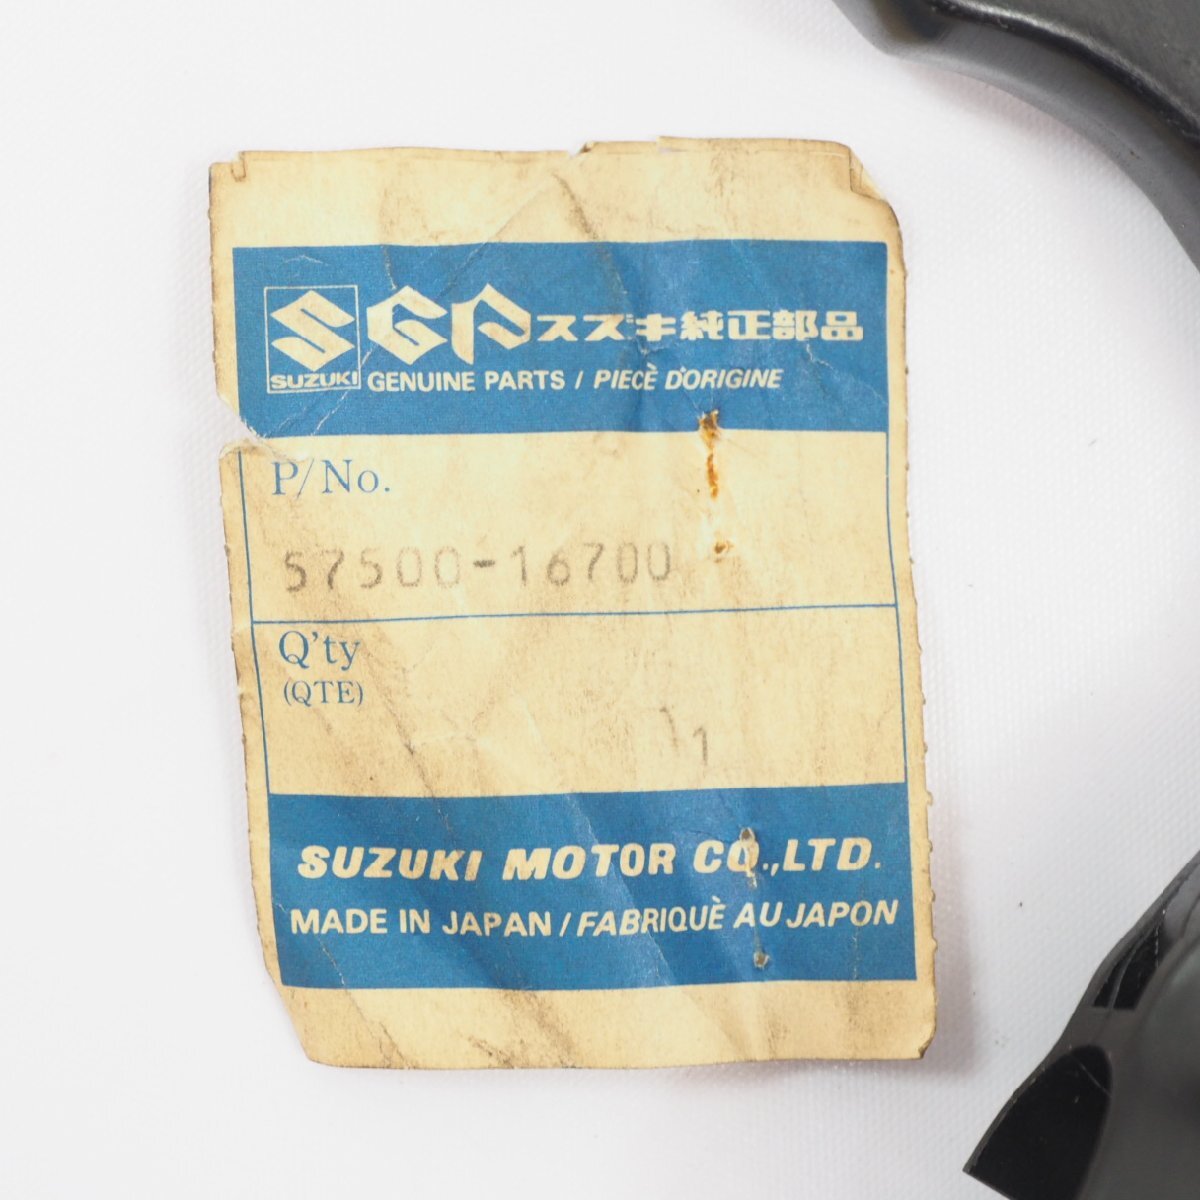 SUZUKI
SGP スズキ純正部品
GENUINE PARTS / PIECÈ D'ORIGINE
P/No.
57500-16700
Q'ty
(QTE)
1
SUZUKI MOTOR CO.,LTD.
MADE IN JAPAN / FABRIQUÈ AU JAPON